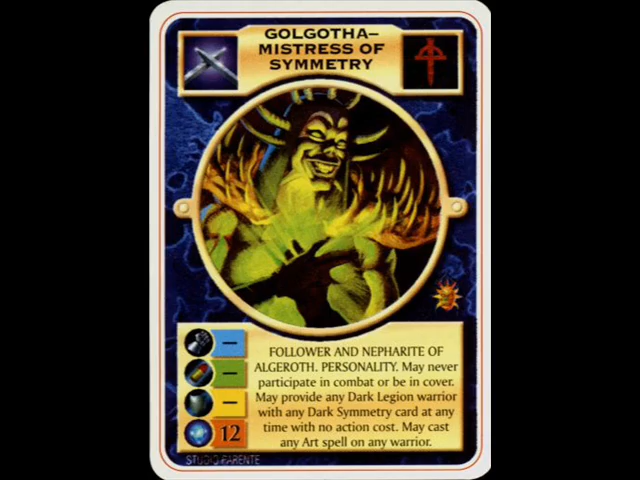 GOLGOTHA–
MISTRESS OF
SYMMETRY
–
–
–
12
FOLLOWER AND NEPHARITE OF
ALGEROTH. PERSONALITY. May never
participate in combat or be in cover.
May provide any Dark Legion warrior
with any Dark Symmetry card at any
time with no action cost. May cast
any Art spell on any warrior.
STUDIO PARENTE